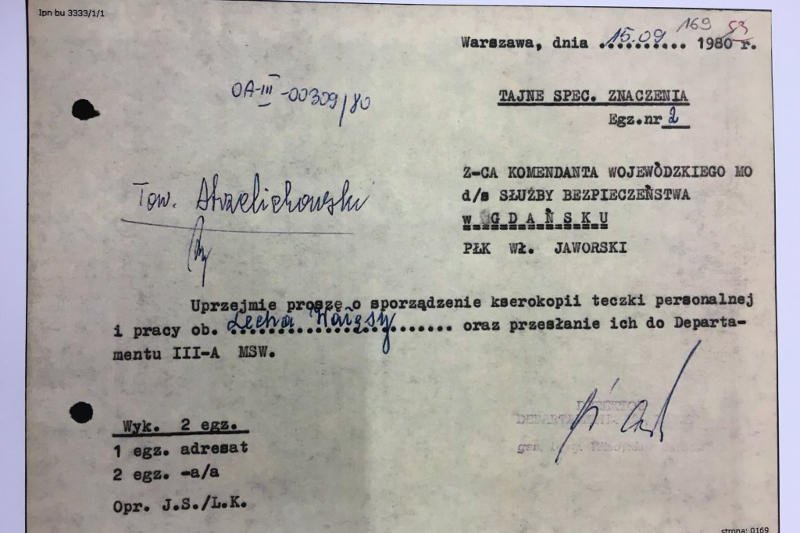 Ipn bu 3333/1/1
169 53
Warszawa, dnia 15.09 1980 r.
OA-III-00309/80
TAJNE SPEC. ZNACZENIA
Egz.nr 2
Z-CA KOMENDANTA WOJEWÓDZKIEGO MO
d/s SŁUŻBY BEZPIECZEŃSTWA
w GDAŃSKU
PŁK WŁ. JAWORSKI
Tow. Strzelichowski
Uprzejmie proszę o sporządzenie kserokopii teczki personalnej
i pracy ob. Lecha Wałęsy oraz przesłanie ich do Departa-
mentu III-A MSW.
Wyk. 2 egz.
1 egz. adresat
2 egz. -a/a
Opr. J.S./L.K.
strona: 0169